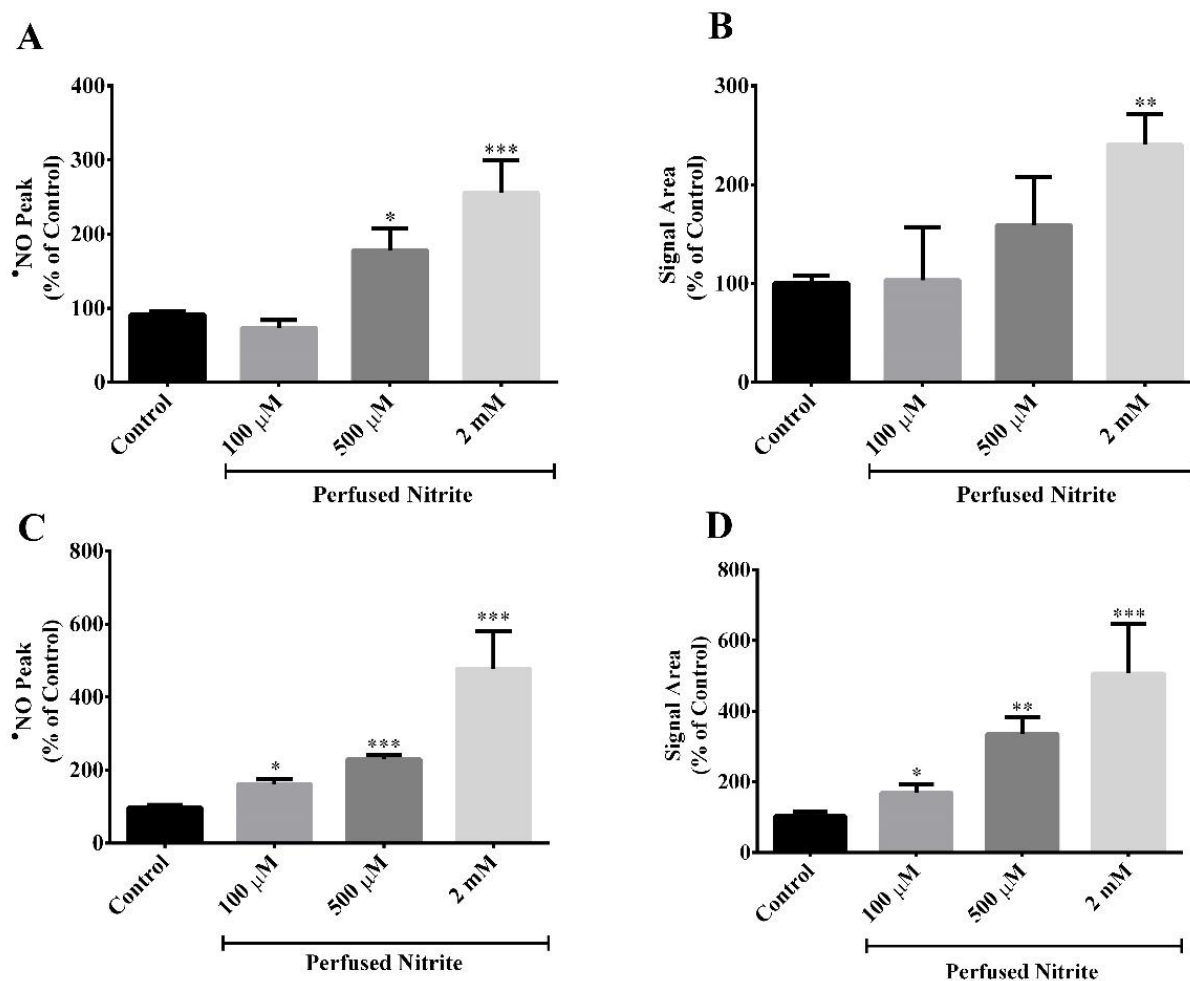 A
400
300
200
100
0
•NO Peak
(% of Control)
*
***
Control
100 μM
500 μM
2 mM
Perfused Nitrite
B
300
200
100
0
Signal Area
(% of Control)
**
Control
100 μM
500 μM
2 mM
Perfused Nitrite
C
800
600
400
200
0
•NO Peak
(% of Control)
*
***
***
Control
100 μM
500 μM
2 mM
Perfused Nitrite
D
800
600
400
200
0
Signal Area
(% of Control)
*
**
***
Control
100 μM
500 μM
2 mM
Perfused Nitrite